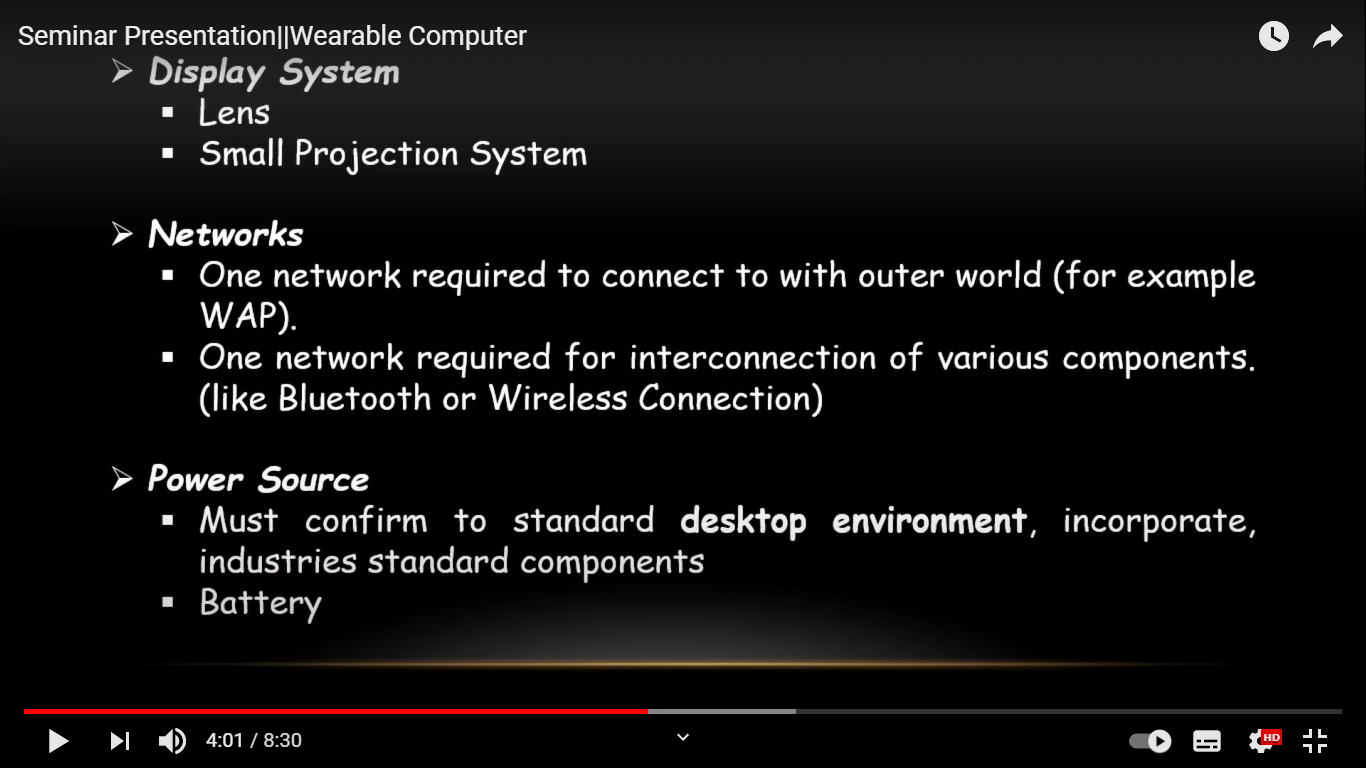 Seminar Presentation||Wearable Computer
Display System
Lens
Small Projection System
Networks
One network required to connect to with outer world (for example
WAP).
One network required for interconnection of various components.
(like Bluetooth or Wireless Connection)
Power Source
Must confirm to standard desktop environment, incorporate,
industries standard components
Battery
4:01 / 8:30
HD